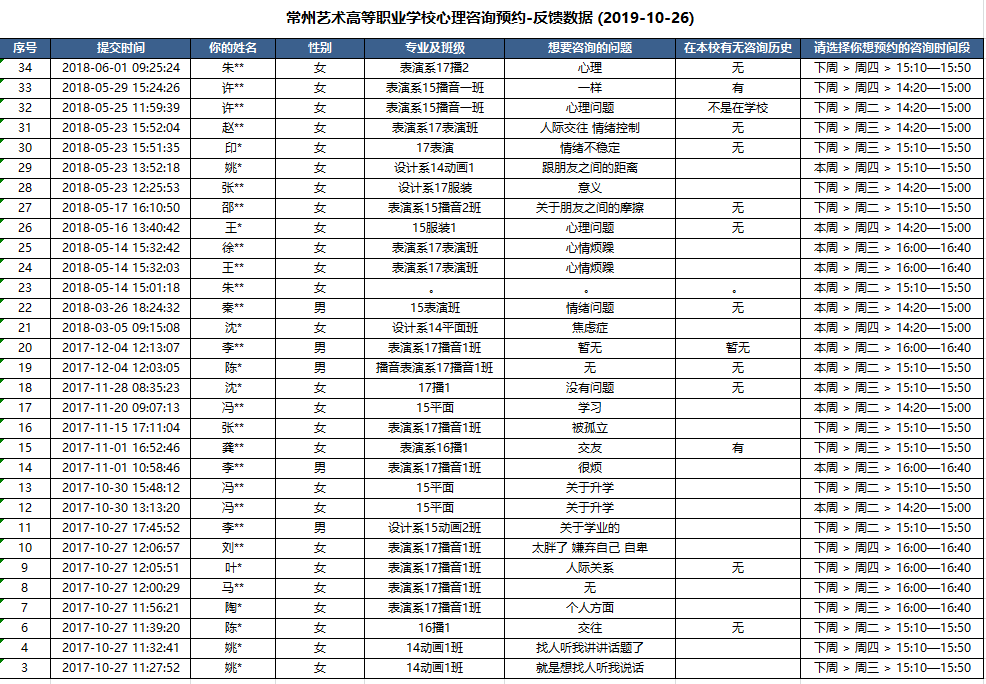 常州艺术高等职业学校心理咨询预约-反馈数据 (2019-10-26)
序号 提交时间 你的姓名 性别 专业及班级 想要咨询的问题 在本校有无咨询历史 请选择你想预约的咨询时间段
34 2018-06-01 09:25:24 朱** 女 表演系17播2 心理 无 下周 > 周四 > 15:10—15:50
33 2018-05-29 15:24:26 许** 女 表演系15播音一班 一样 有 下周 > 周四 > 14:20—15:00
32 2018-05-25 11:59:39 许** 女 表演系15播音一班 心理问题 不是在学校 下周 > 周二 > 14:20—15:00
31 2018-05-23 15:52:04 赵** 女 表演系17表演班 人际交往 情绪控制 无 下周 > 周三 > 14:20—15:00
30 2018-05-23 15:51:35 印* 女 17表演 情绪不稳定 无 下周 > 周三 > 15:10—15:50
29 2018-05-23 13:52:18 姚* 女 设计系14动画1 跟朋友之间的距离 本周 > 周四 > 15:10—15:50
28 2018-05-23 12:25:53 张** 女 设计系17服装 意义 下周 > 周三 > 14:20—15:00
27 2018-05-17 16:10:50 邵** 女 表演系15播音2班 关于朋友之间的摩擦 无 下周 > 周二 > 15:10—15:50
26 2018-05-16 13:40:42 王* 女 15服装1 心理问题 无 本周 > 周四 > 14:20—15:00
25 2018-05-14 15:32:42 徐** 女 表演系17表演班 心情烦躁 本周 > 周三 > 16:00—16:40
24 2018-05-14 15:32:03 王** 女 表演系17表演班 心情烦躁 本周 > 周三 > 16:00—16:40
23 2018-05-14 15:01:18 朱** 女 。 。 。 本周 > 周二 > 15:10—15:50
22 2018-03-26 18:24:32 秦** 男 15表演班 情绪问题 无 本周 > 周三 > 14:20—15:00
21 2018-03-05 09:15:08 沈* 女 设计系14平面班 焦虑症 本周 > 周四 > 14:20—15:00
20 2017-12-04 12:13:07 李** 男 表演系17播音1班 暂无 暂无 本周 > 周二 > 16:00—16:40
19 2017-12-04 12:03:05 陈* 男 播音表演系17播音1班 无 无 本周 > 周二 > 15:10—15:50
18 2017-11-28 08:35:23 沈* 女 17播1 没有问题 无 本周 > 周三 > 15:10—15:50
17 2017-11-20 09:07:13 冯** 女 15平面 学习 本周 > 周二 > 14:20—15:00
16 2017-11-15 17:11:04 张** 女 表演系17播音1班 被孤立 下周 > 周三 > 15:10—15:50
15 2017-11-01 16:52:46 龚** 女 表演系16播1 交友 有 下周 > 周三 > 15:10—15:50
14 2017-11-01 10:58:46 李** 男 表演系17播音1班 很烦 本周 > 周三 > 16:00—16:40
13 2017-10-30 15:48:12 冯** 女 15平面 关于升学 下周 > 周二 > 15:10—15:50
12 2017-10-30 13:13:20 冯** 女 15平面 关于升学 本周 > 周二 > 14:20—15:00
11 2017-10-27 17:45:52 李** 男 设计系15动画2班 关于学业的 下周 > 周二 > 15:10—15:50
10 2017-10-27 12:06:57 刘** 女 表演系17播音1班 太胖了 嫌弃自己 自卑 下周 > 周四 > 16:00—16:40
9 2017-10-27 12:05:51 叶* 女 表演系17播音1班 人际关系 无 下周 > 周四 > 16:00—16:40
8 2017-10-27 12:00:29 马** 女 表演系17播音1班 无 下周 > 周三 > 16:00—16:40
7 2017-10-27 11:56:21 陶* 女 表演系17播音1班 个人方面 下周 > 周三 > 16:00—16:40
6 2017-10-27 11:39:20 陈* 女 16播1 交往 无 下周 > 周二 > 15:10—15:50
4 2017-10-27 11:32:41 姚* 女 14动画1班 找人听我讲讲话题了 下周 > 周四 > 15:10—15:50
3 2017-10-27 11:27:52 姚* 女 14动画1班 就是想找人听我说话 下周 > 周三 > 15:10—15:50